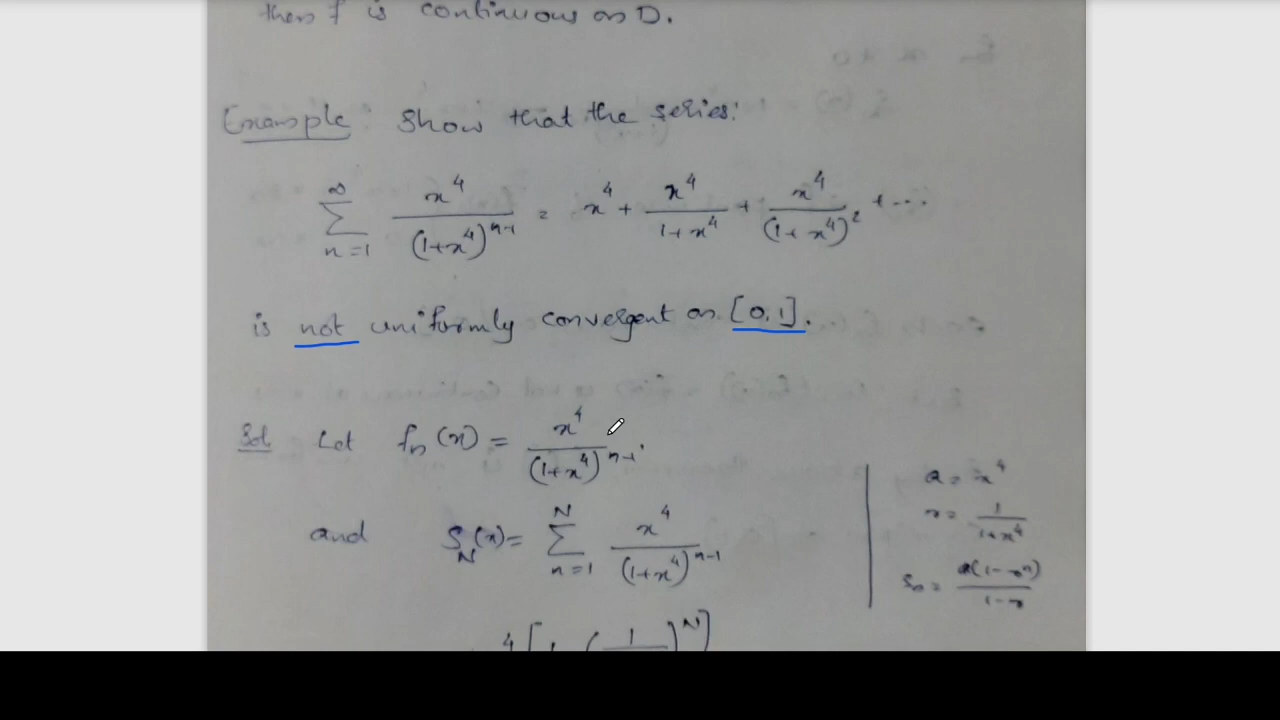 then f is continuous on D.
Example: Show that the series:
∞ ∑ n=1 x^4/(1+x^4)^{n-1} = x^4 + x^4/(1+x^4) + x^4/(1+x^4)^2 + ...
is not uniformly convergent on [0,1].
Sol Let f_n(x) = x^4/(1+x^4)^{n-1}.
and S_N(x) = N ∑ n=1 x^4/(1+x^4)^{n-1}
a = x^4
r = 1/(1+x^4)
S_n = a(1-r^n)/(1-r)